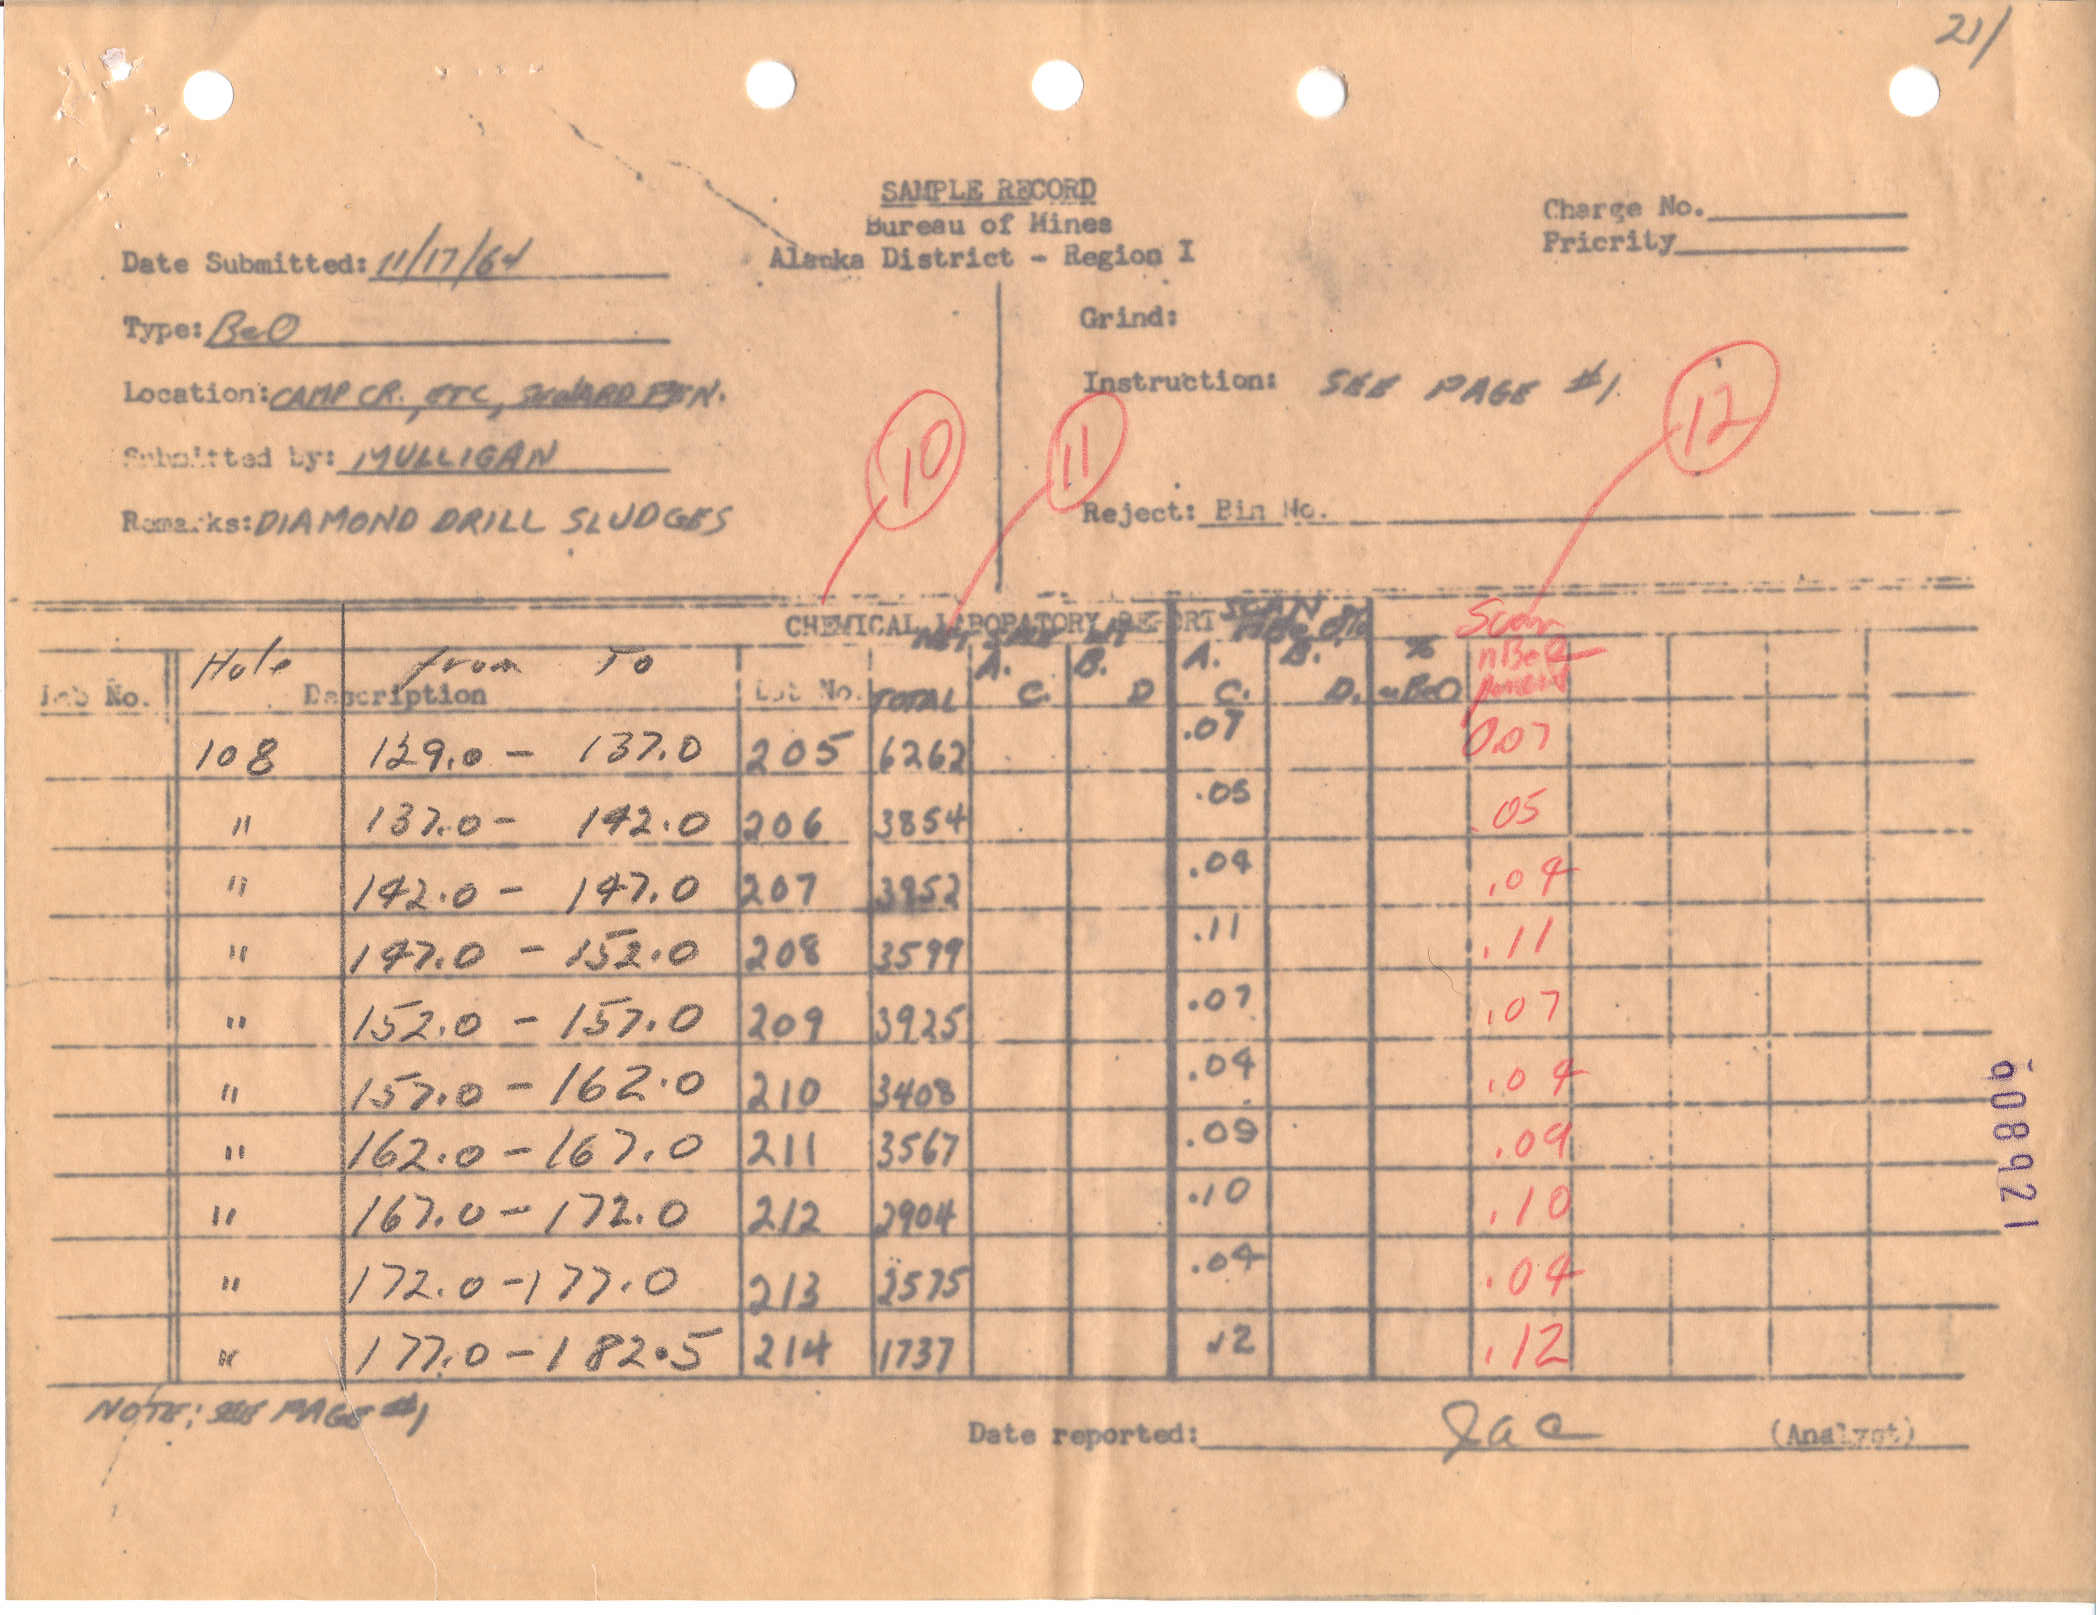 21/
SAMPLE RECORD
Bureau of Mines
Alaska District - Region I
Charge No.
Priority
Date Submitted: 11/17/64
Type: BeO
Location: CAMP CR., ETC, SEWARD PEN.
Submitted by: MULLIGAN
Remarks: DIAMOND DRILL SLUDGES
Grind:
Instruction: SEE PAGE #1
Reject: Bin No.
10 11 12
CHEMICAL LABORATORY REPORT
Lab No. Hole Description from To Lot No. TOTAL A. C. B. D SCAN A. C. B. D. % BeO Scan
108 129.0 - 137.0 205 6262 .07 0.07
" 137.0 - 142.0 206 3854 .05 .05
" 142.0 - 147.0 207 3952 .04 .04
" 147.0 - 152.0 208 3599 .11 .11
" 152.0 - 157.0 209 3925 .07 .07
" 157.0 - 162.0 210 3408 .04 .04
" 162.0 - 167.0 211 3567 .09 .09
" 167.0 - 172.0 212 2904 .10 .10
" 172.0 - 177.0 213 2575 .04 .04
" 177.0 - 182.5 214 1737 .12 .12
NOTE: SEE PAGE #1
Date reported: (Analyst)